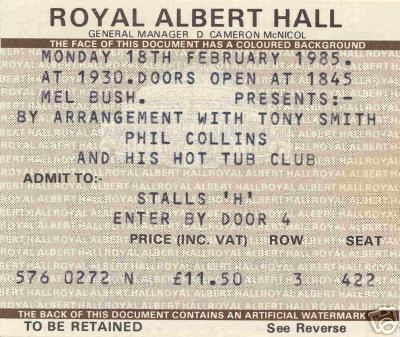 ROYAL ALBERT HALL
GENERAL MANAGER D CAMERON McNICOL
THE FACE OF THIS DOCUMENT HAS A COLOURED BACKGROUND
MONDAY 18TH FEBRUARY 1985.
AT 1930.DOORS OPEN AT 1845
MEL BUSH. PRESENTS:-
BY ARRANGEMENT WITH TONY SMITH
PHIL COLLINS
AND HIS HOT TUB CLUB
ADMIT TO:-
STALLS 'H'
ENTER BY DOOR 4
PRICE (INC. VAT) ROW SEAT
576 0272 N £11.50 3 422
THE BACK OF THIS DOCUMENT CONTAINS AN ARTIFICIAL WATERMARK
TO BE RETAINED See Reverse